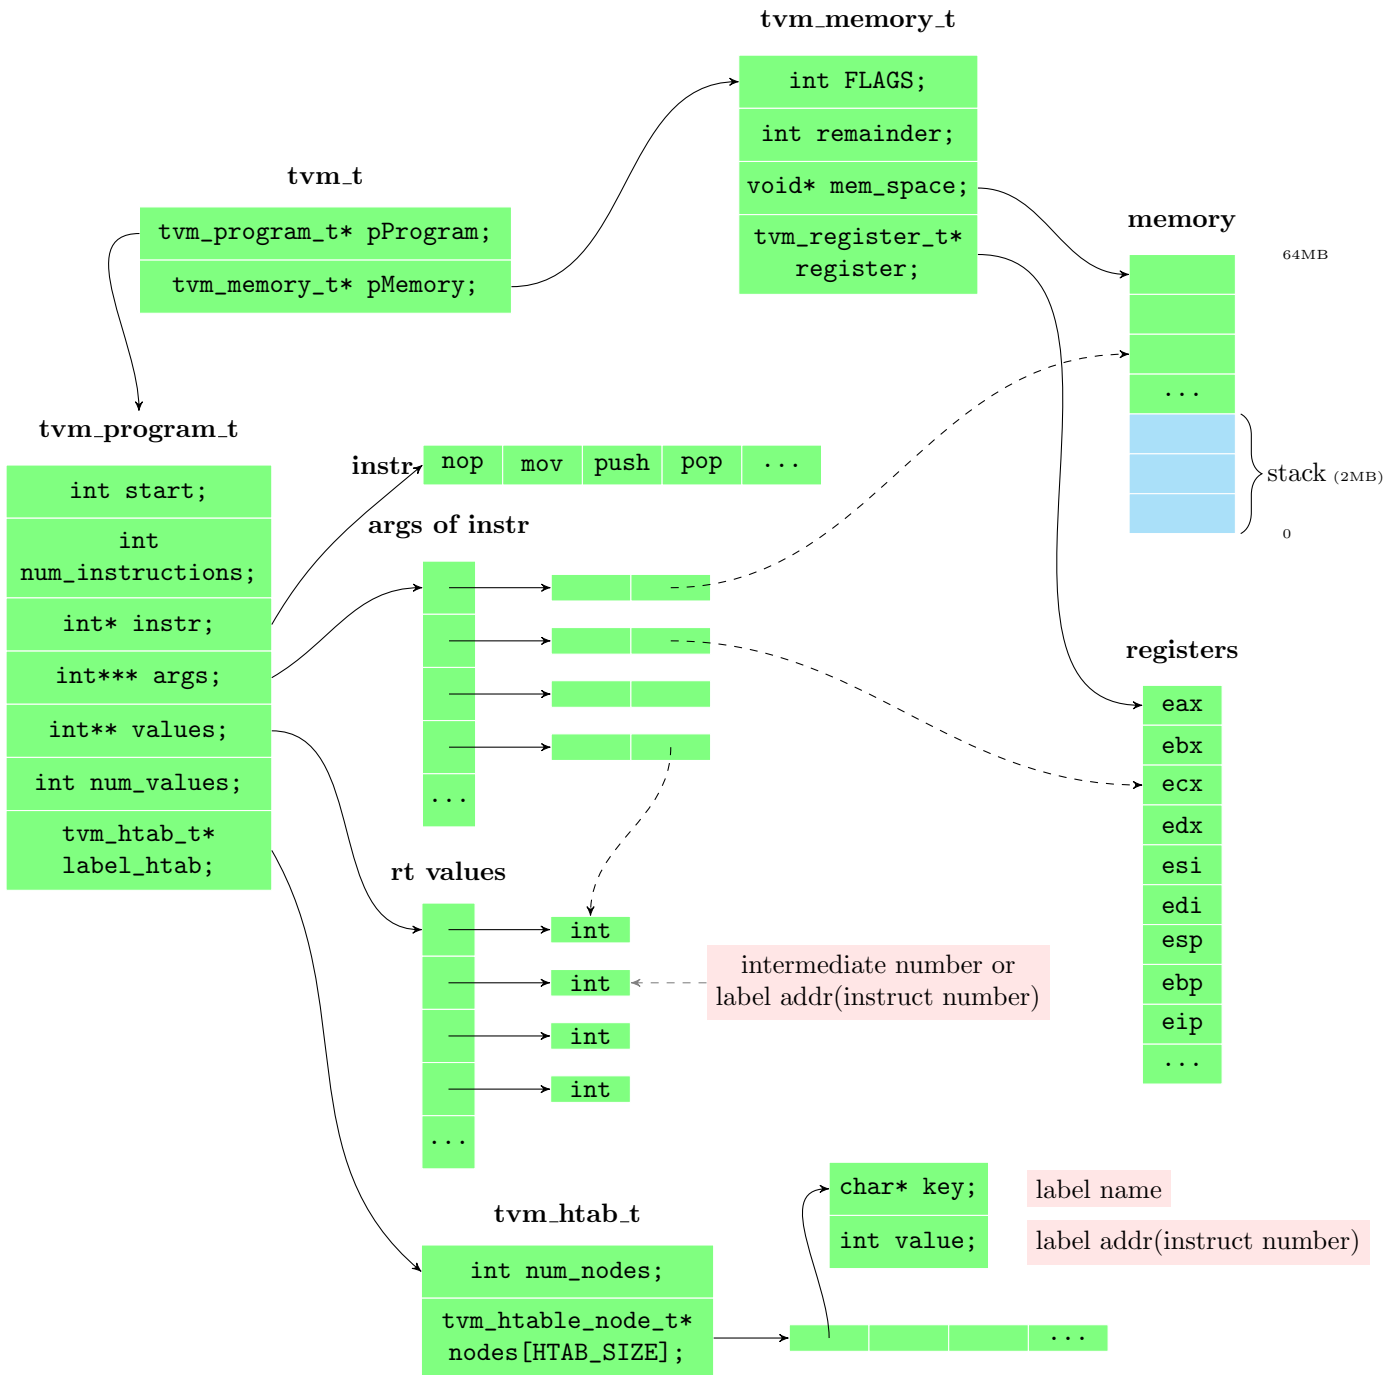 tvm_memory_t
int FLAGS;
int remainder;
void* mem_space;
tvm_register_t*
register;
tvm_t
tvm_program_t* pProgram;
tvm_memory_t* pMemory;
memory
64MB
...
stack (2MB)
0
tvm_program_t
int start;
int
num_instructions;
int* instr;
int*** args;
int** values;
int num_values;
tvm_htab_t*
label_htab;
instr
nop mov push pop ...
args of instr
...
registers
eax
ebx
ecx
edx
esi
edi
esp
ebp
eip
...
rt values
int
int
int
int
...
intermediate number or
label addr(instruct number)
tvm_htab_t
int num_nodes;
tvm_htable_node_t*
nodes[HTAB_SIZE];
char* key;
int value;
label name
label addr(instruct number)
...